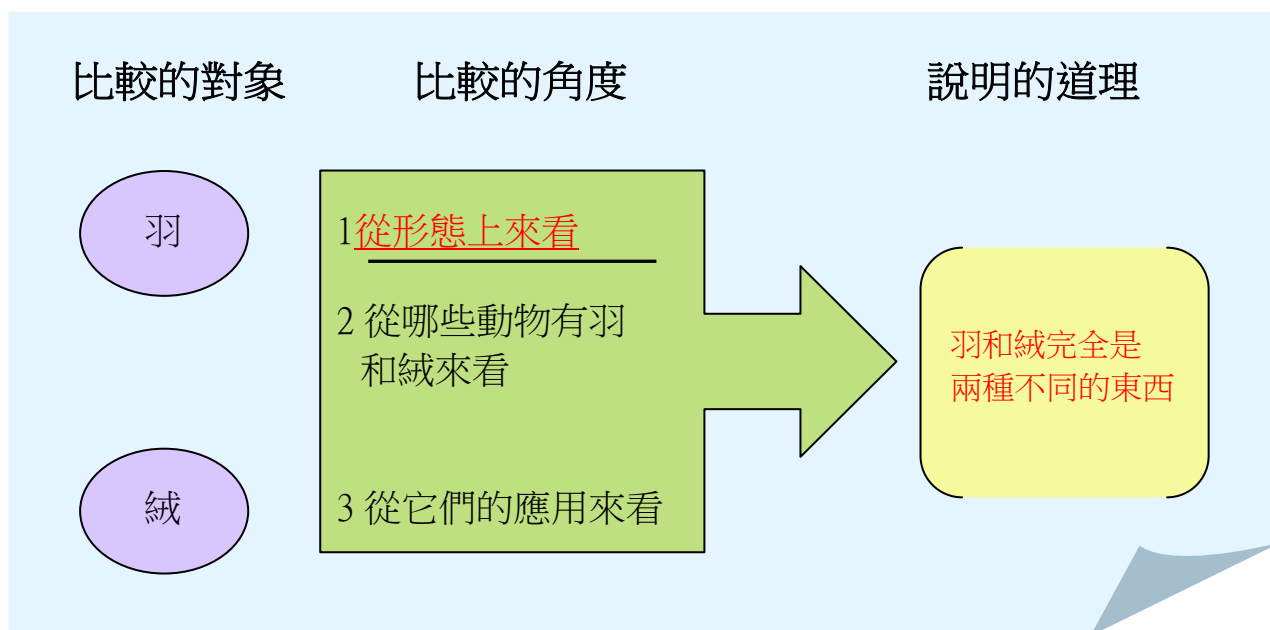 比較的對象 比較的角度 說明的道理
羽
1從形態上來看
2 從哪些動物有羽
和絨來看
羽和絨完全是
兩種不同的東西
絨
3 從它們的應用來看